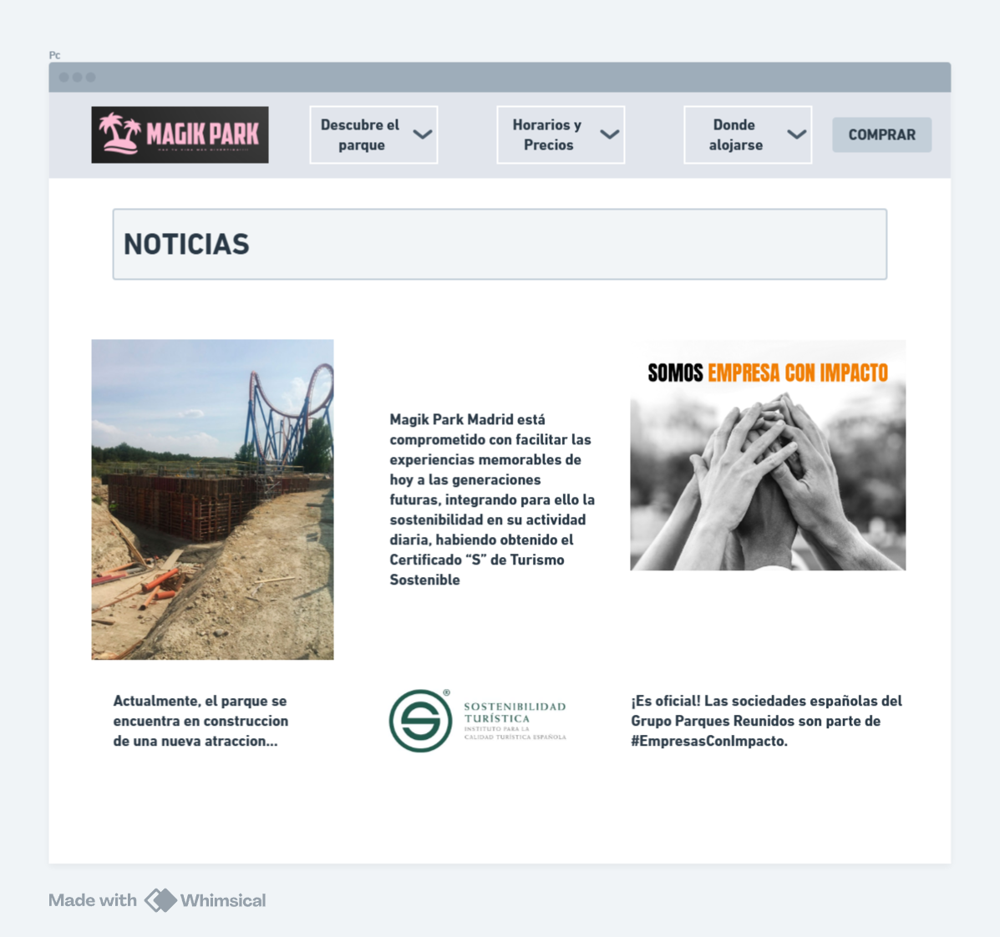 Pc
MAGIK PARK
Descubre el
parque
Horarios y
Precios
Donde
alojarse
COMPRAR
NOTICIAS
Magik Park Madrid está
comprometido con facilitar las
experiencias memorables de
hoy a las generaciones
futuras, integrando para ello la
sostenibilidad en su actividad
diaria, habiendo obtenido el
Certificado “S” de Turismo
Sostenible
SOMOS EMPRESA CON IMPACTO
Actualmente, el parque se
encuentra en construccion
de una nueva atraccion...
S ®
SOSTENIBILIDAD
TURÍSTICA
INSTITUTO PARA LA
CALIDAD TURÍSTICA ESPAÑOLA
¡Es oficial! Las sociedades españolas del
Grupo Parques Reunidos son parte de
#EmpresasConImpacto.
Made with Whimsical